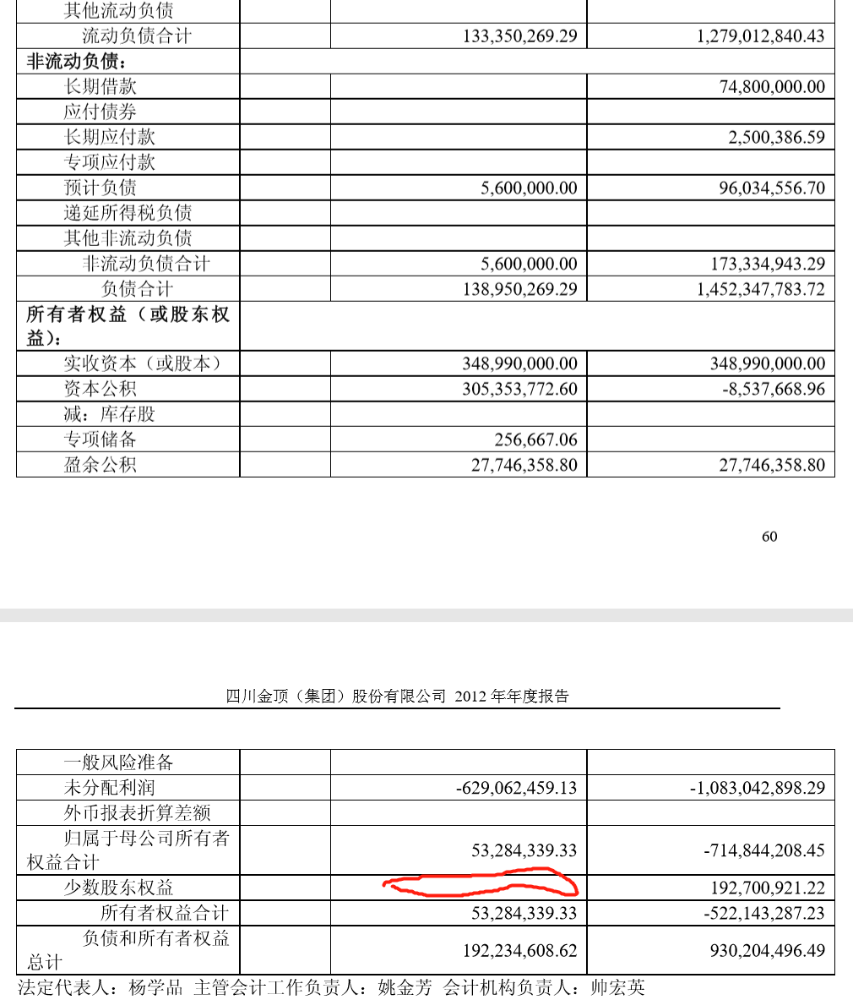 其他流动负债
流动负债合计 133,350,269.29 1,279,012,840.43
非流动负债：
长期借款 74,800,000.00
应付债券
长期应付款 2,500,386.59
专项应付款
预计负债 5,600,000.00 96,034,556.70
递延所得税负债
其他非流动负债
非流动负债合计 5,600,000.00 173,334,943.29
负债合计 138,950,269.29 1,452,347,783.72
所有者权益（或股东权
益）：
实收资本（或股本） 348,990,000.00 348,990,000.00
资本公积 305,353,772.60 -8,537,668.96
减：库存股
专项储备 256,667.06
盈余公积 27,746,358.80 27,746,358.80
60
四川金顶（集团）股份有限公司 2012 年年度报告
一般风险准备
未分配利润 -629,062,459.13 -1,083,042,898.29
外币报表折算差额
归属于母公司所有者
权益合计 53,284,339.33 -714,844,208.45
少数股东权益 192,700,921.22
所有者权益合计 53,284,339.33 -522,143,287.23
负债和所有者权益
总计 192,234,608.62 930,204,496.49
法定代表人：杨学品 主管会计工作负责人：姚金芳 会计机构负责人：帅宏英